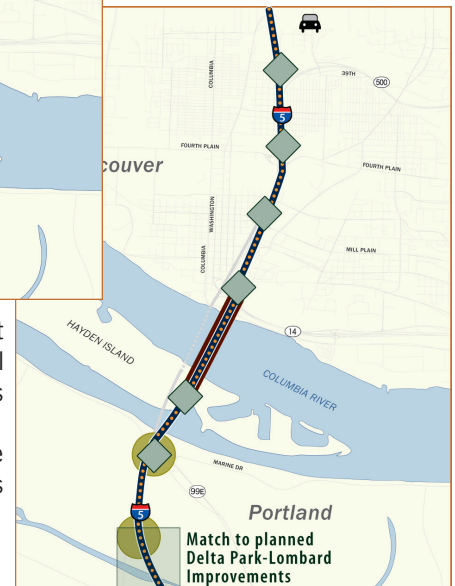 39TH
500
COLUMBIA
5
FOURTH PLAIN
FOURTH PLAIN
couver
WASHINGTON
COLUMBIA
MILL PLAIN
14
HAYDEN ISLAND
COLUMBIA RIVER
MARINE DR
99E
5
Portland
Match to planned
Delta Park-Lombard
Improvements